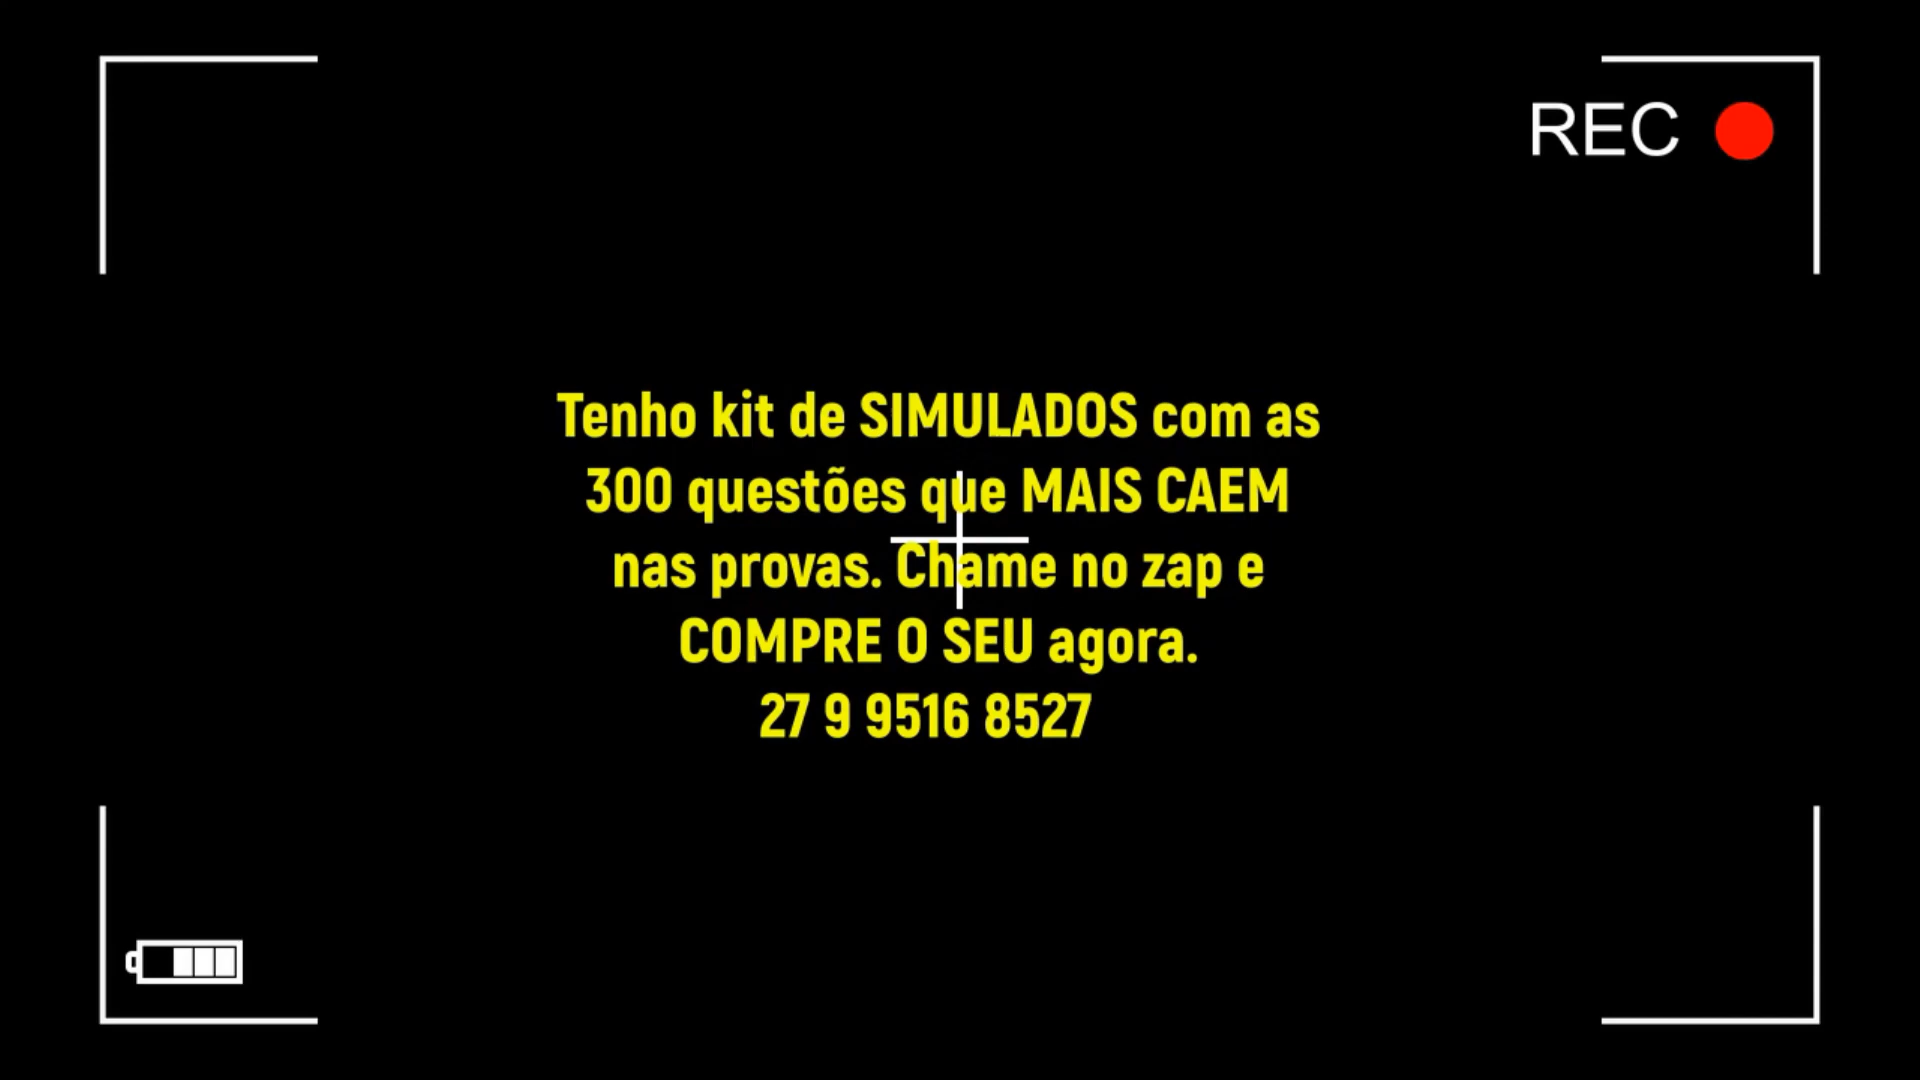 REC
Tenho kit de SIMULADOS com as
300 questões que MAIS CAEM
nas provas. Chame no zap e
COMPRE O SEU agora.
27 9 9516 8527